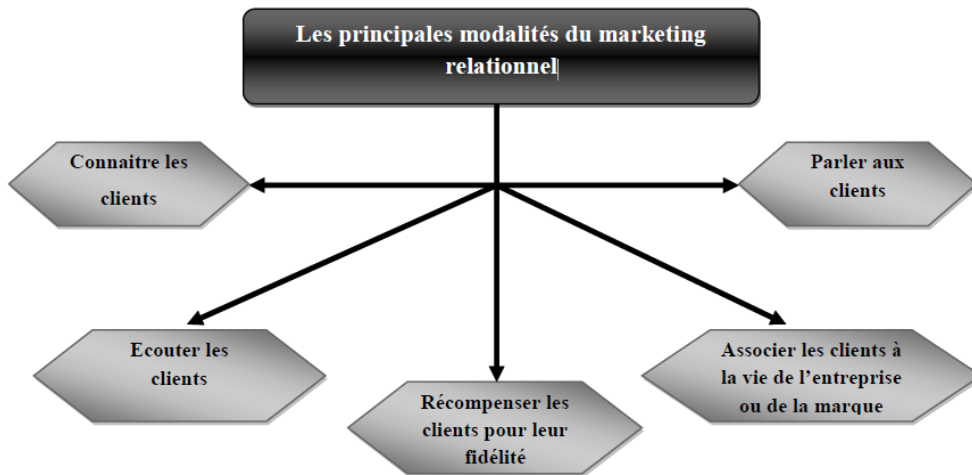 Les principales modalités du marketing
relationnel
Connaitre les
clients
Parler aux
clients
Ecouter les
clients
Récompenser les
clients pour leur
fidélité
Associer les clients à
la vie de l’entreprise
ou de la marque